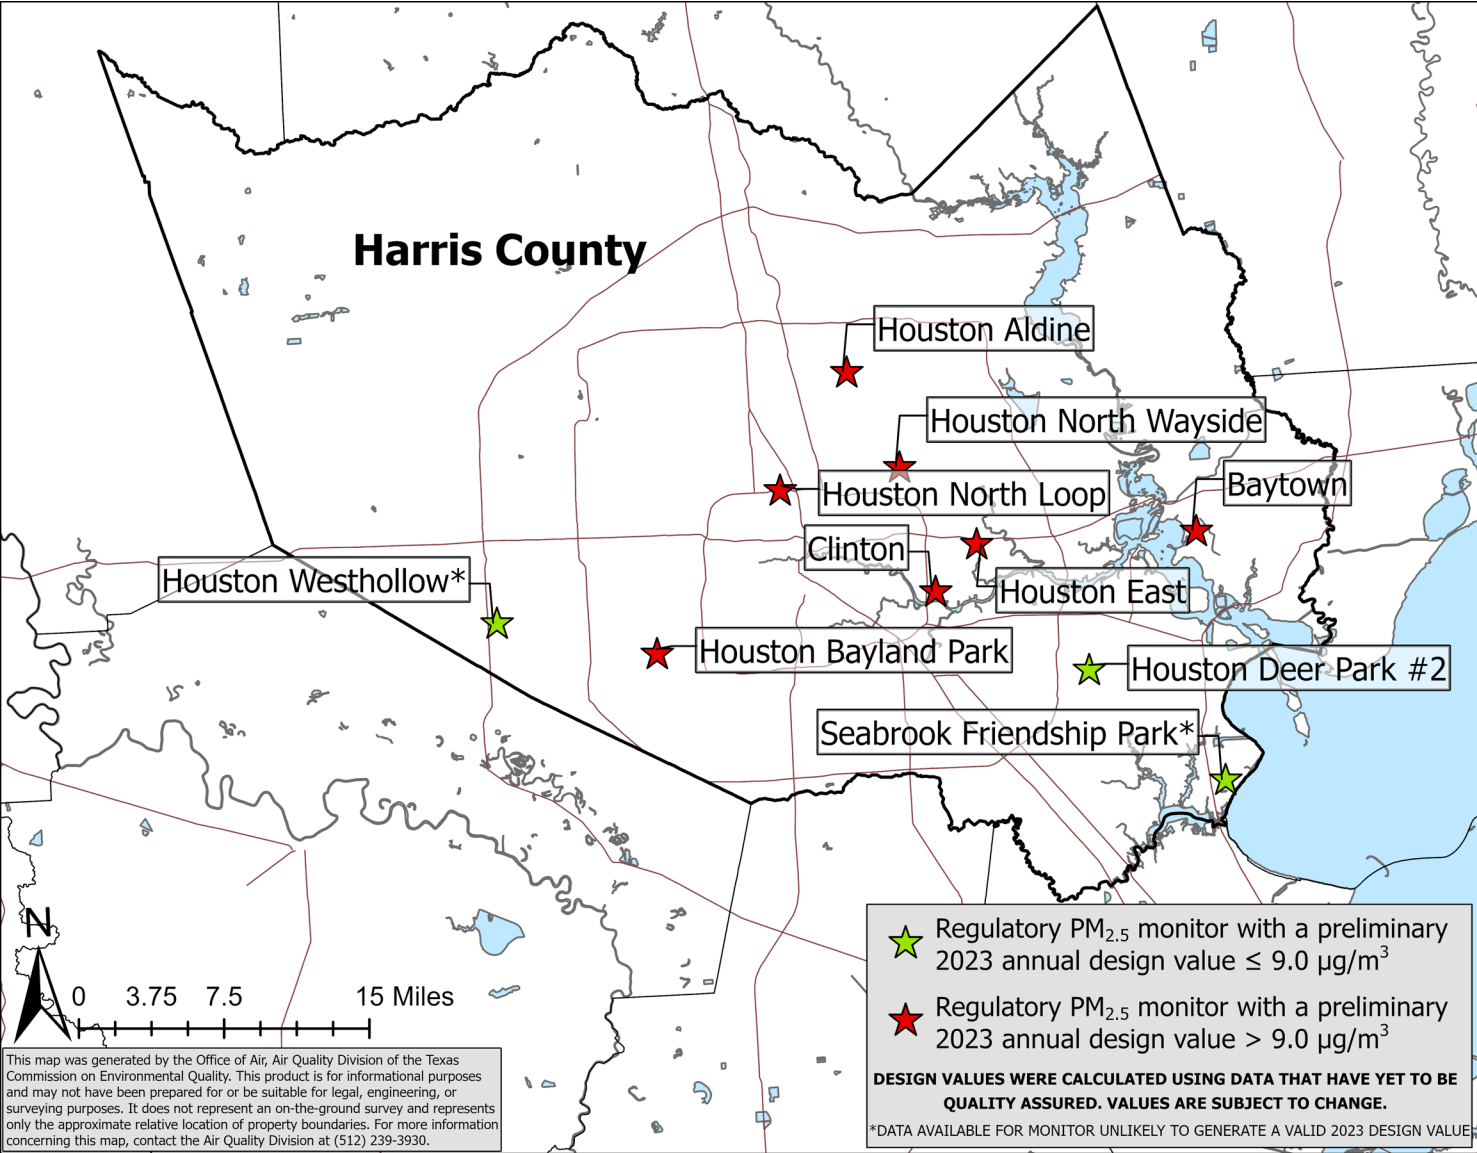 Harris County
Houston Aldine
Houston North Wayside
Baytown
Houston North Loop
Clinton
Houston Westhollow*
Houston East
Houston Bayland Park
Houston Deer Park #2
Seabrook Friendship Park*
N
0 3.75 7.5 15 Miles
This map was generated by the Office of Air, Air Quality Division of the Texas
Commission on Environmental Quality. This product is for informational purposes
and may not have been prepared for or be suitable for legal, engineering, or
surveying purposes. It does not represent an on-the-ground survey and represents
only the approximate relative location of property boundaries. For more information
concerning this map, contact the Air Quality Division at (512) 239-3930.
Regulatory PM2.5 monitor with a preliminary
2023 annual design value ≤ 9.0 µg/m³
Regulatory PM2.5 monitor with a preliminary
2023 annual design value > 9.0 µg/m³
DESIGN VALUES WERE CALCULATED USING DATA THAT HAVE YET TO BE
QUALITY ASSURED. VALUES ARE SUBJECT TO CHANGE.
*DATA AVAILABLE FOR MONITOR UNLIKELY TO GENERATE A VALID 2023 DESIGN VALUE